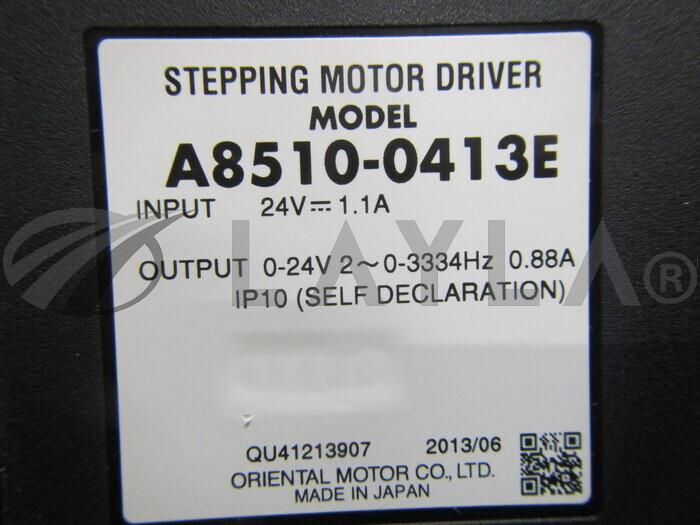 STEPPING MOTOR DRIVER
MODEL
A8510-0413E
INPUT 24V⎓1.1A
OUTPUT 0-24V 2～0-3334Hz 0.88A
IP10 (SELF DECLARATION)
LAYLA®
QU41213907 2013/06
ORIENTAL MOTOR CO., LTD.
MADE IN JAPAN